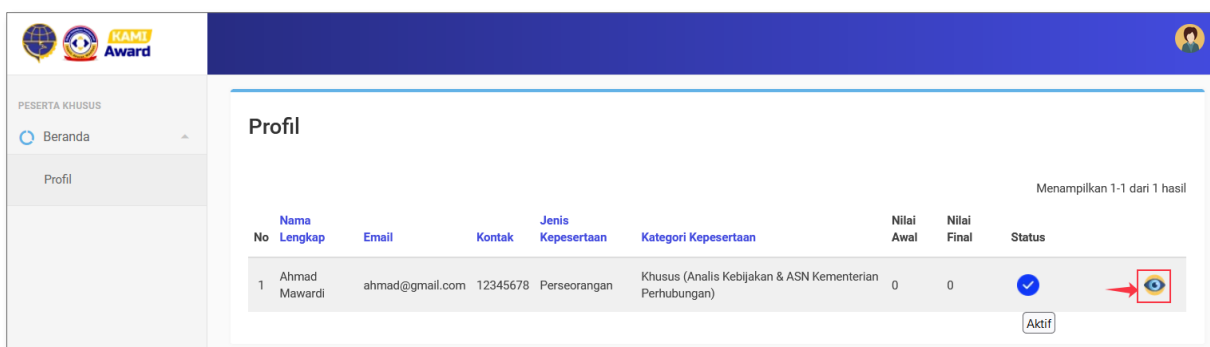 KAMI
Award
PESERTA KHUSUS
Beranda
Profil
Profil
Menampilkan 1-1 dari 1 hasil
No Nama Lengkap Email Kontak Jenis Kepesertaan Kategori Kepesertaan Nilai Awal Nilai Final Status
1 Ahmad Mawardi ahmad@gmail.com 12345678 Perseorangan Khusus (Analis Kebijakan & ASN Kementerian Perhubungan) 0 0
Aktif